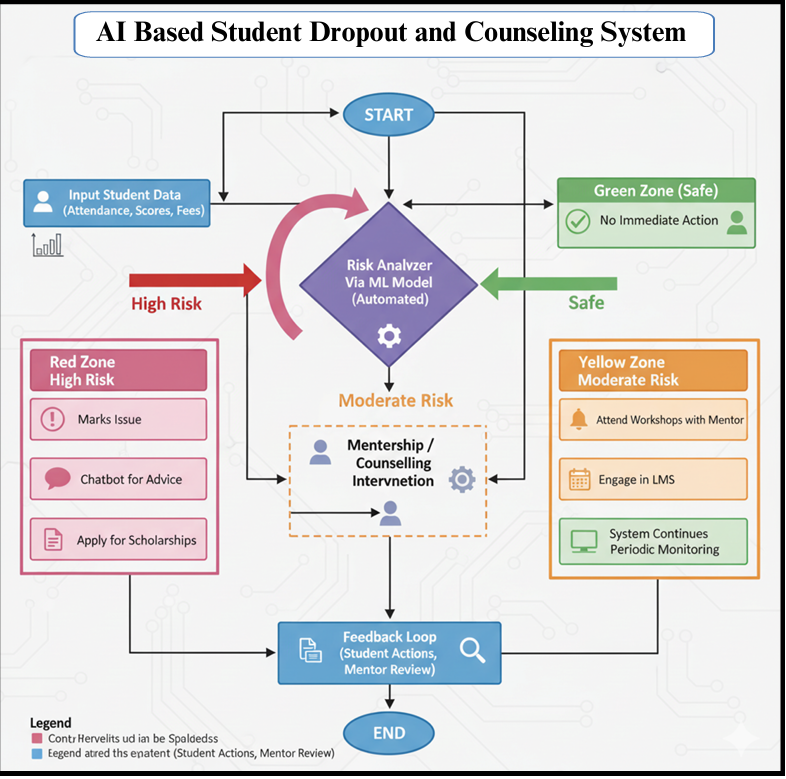 AI Based Student Dropout and Counseling System
START
Input Student Data
(Attendance, Scores, Fees)
Green Zone (Safe)
No Immediate Action
Risk Analvzer
Via ML Model
(Automated)
High Risk
Safe
Red Zone
High Risk
Marks Issue
Chatbot for Advice
Apply for Scholarships
Moderate Risk
Mentership /
Counselling
Intervnetion
Yellow Zone
Moderate Risk
Attend Workshops with Mentor
Engage in LMS
System Continues
Periodic Monitoring
Feedback Loop
(Student Actions,
Mentor Review)
END
Legend
Contr Hervelits ud ian be Spaldedss
Eegend atred ths enatent (Student Actions, Mentor Review)